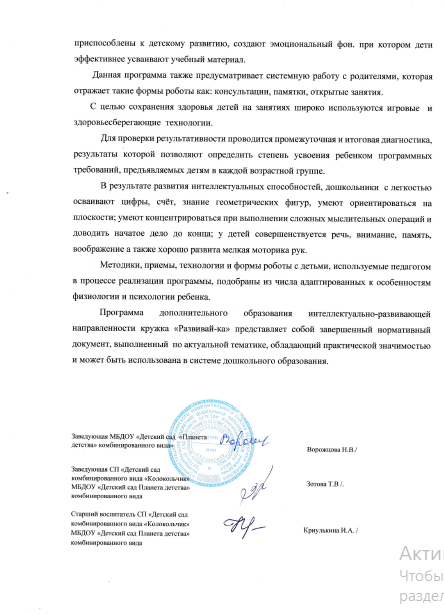 приспособлены к детскому развитию, создают эмоциональный фон. при котором дети
эффективнее усваивают учебный материал.
Данная программа также предусматривает системную работу с родителями, которая
отражает такие формы работы как: консультации, памятки, открытые занятия.
С целью сохранения здоровья детей на занятиях широко используются игровые и
здоровьесберегающие технологии.
Для проверки результативности проводится промежуточная и итоговая диагностика,
результаты которой позволяют определить степень усвоения ребенком программных
требований, предъявляемых детям в каждой возрастной группе.
В результате развития интеллектуальных способностей, дошкольники с легкостью
осваивают цифры, счёт, знание геометрических фигур, умеют ориентироваться на
плоскости; умеют концентрироваться при выполнении сложных мыслительных операций и
доводить начатое дело до конца; у детей совершенствуется речь, внимание, память,
воображение а также хорошо развита мелкая моторика рук.
Методики, приемы, технологии и формы работы с детьми, используемые педагогом
в процессе реализации программы, подобраны из числа адаптированных к особенностям
физиологии и психологии ребенка.
Программа дополнительного образования интеллектуально-развивающей
направленности кружка «Развивай-ка» представляет собой завершенный нормативный
документ, выполненный по актуальной тематике, обладающий практической значимостью
и может быть использована в системе дошкольного образования.
Заведующая МБДОУ «Детский сад «Планета
детства» комбинированного вида»
Ворожцова Н.В./
Заведующая СП «Детский сад
комбинированного вида «Колокольчик»
МБДОУ «Детский сад Планета детства»
комбинированного вида
Зотова Т.В /.
Старший воспитатель СП «Детский сад
комбинированного вида «Колокольчик»
МБДОУ «Детский сад Планета детства»
комбинированного вида
Криулькина И.А. /
Акти
Чтобы
раздел